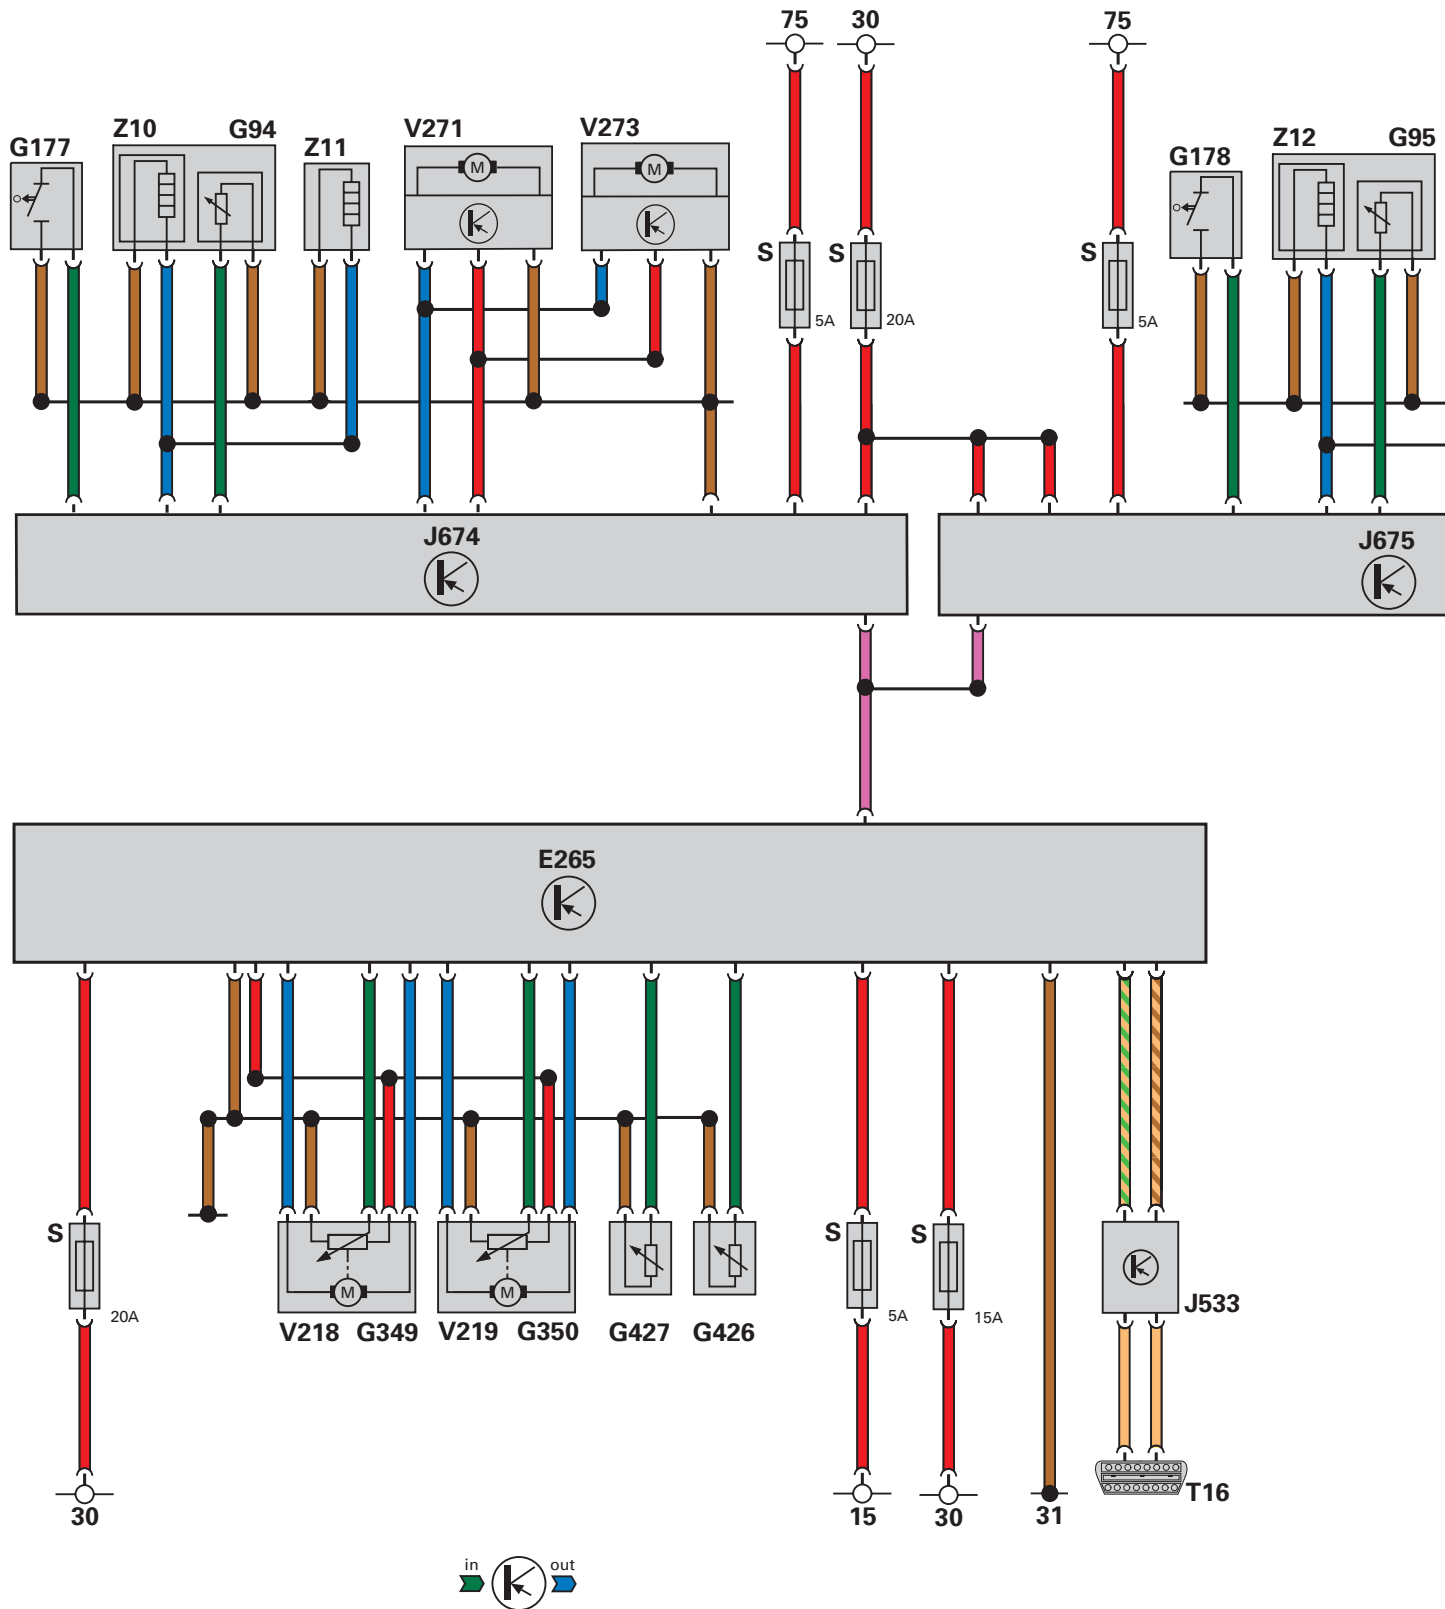 75 30 75
Z10 G94 V271 V273
G177 Z11 G178 Z12 G95
M M
S S S
5A 20A 5A
J674 J675
E265
S S S
M M
20A 5A 15A
V218 G349 V219 G350 G427 G426 J533
T16
30 15 30 31
in out